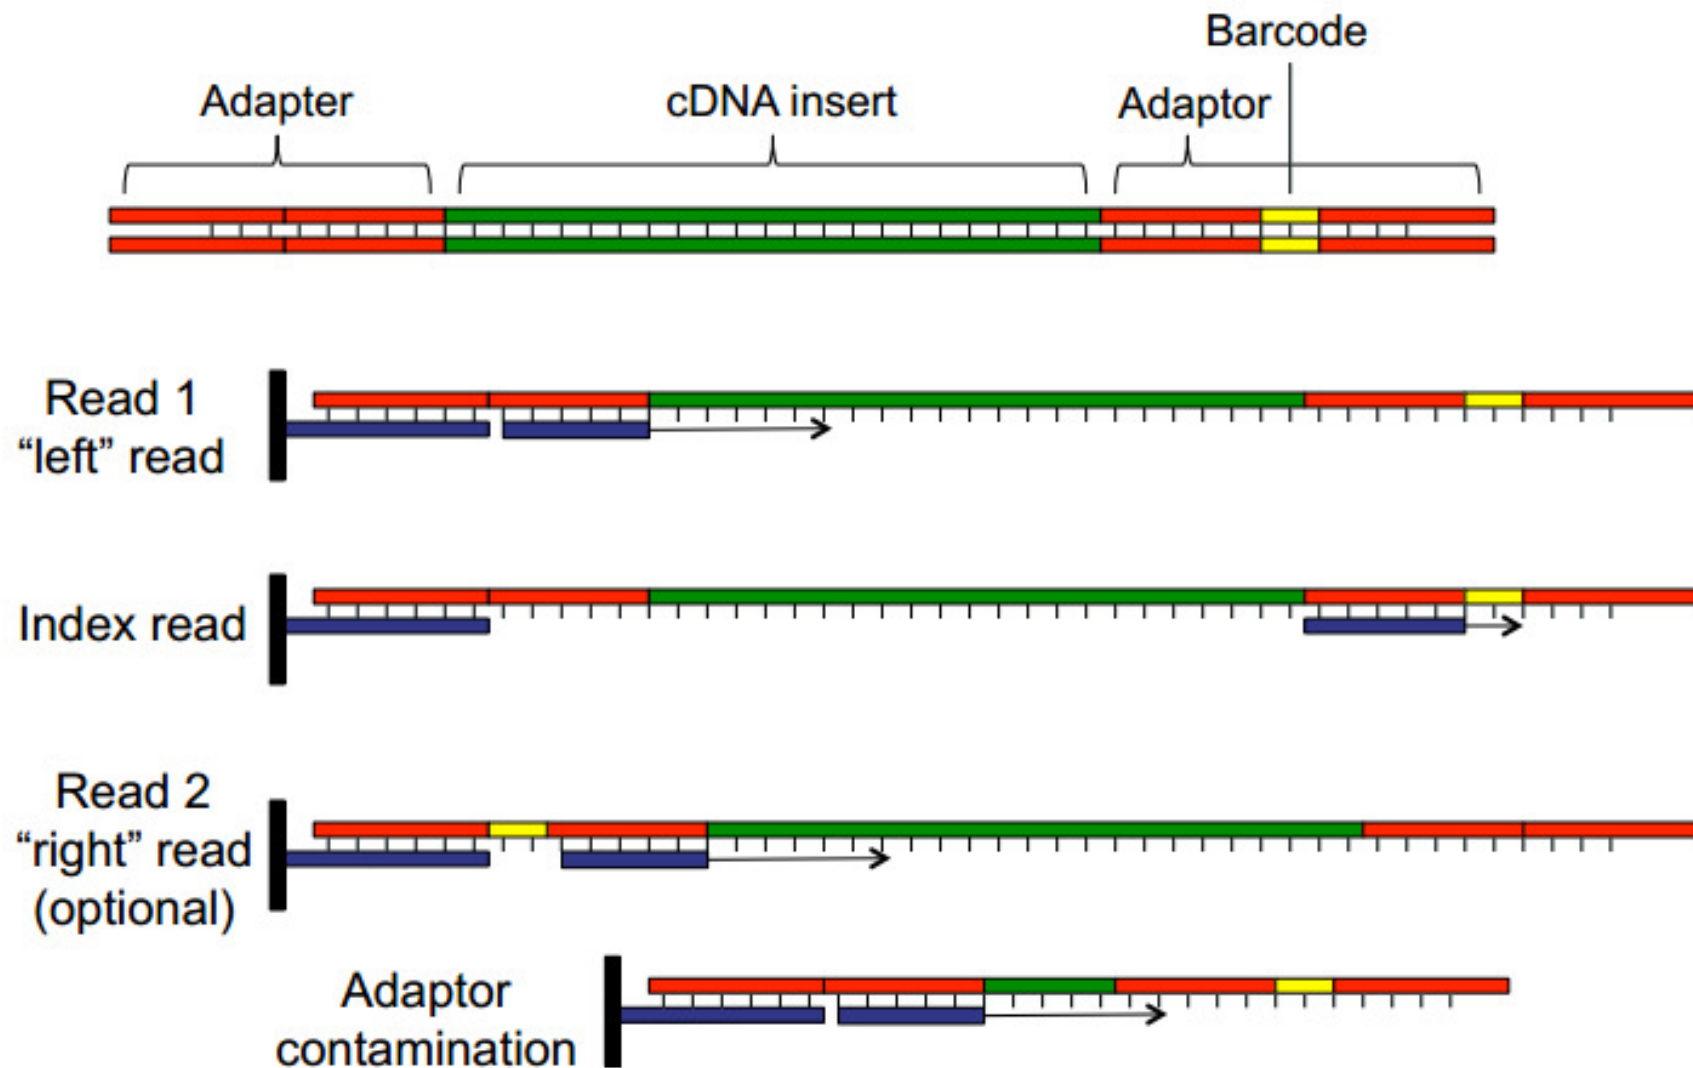 Barcode
Adapter
cDNA insert
Adaptor
Read 1
“left” read
Index read
Read 2
“right” read
(optional)
Adaptor
contamination